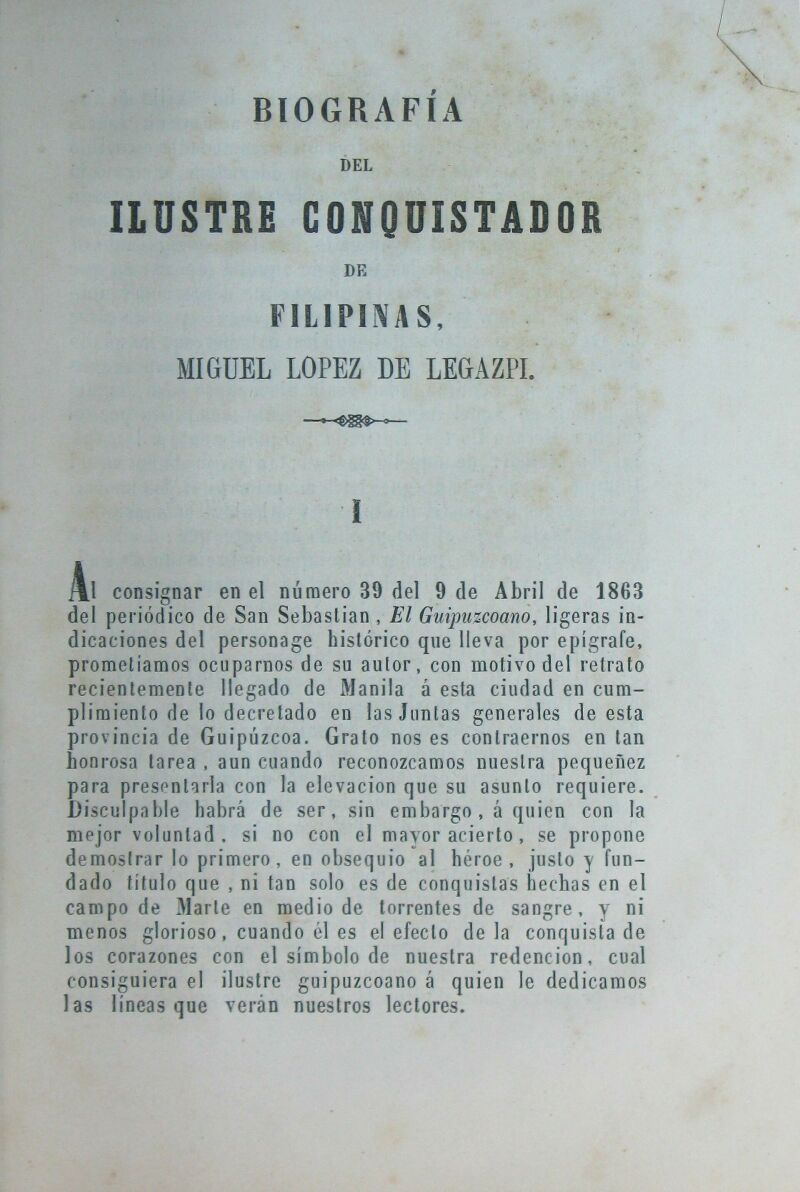 BIOGRAFÍA
DEL
ILUSTRE CONQUISTADOR
DE
FILIPINAS,
MIGUEL LOPEZ DE LEGAZPI.
I
Al consignar en el número 39 del 9 de Abril de 1863
del periódico de San Sebastian, El Guipuzcoano, ligeras in-
dicaciones del personage histórico que lleva por epígrafe,
prometíamos ocuparnos de su autor, con motivo del retrato
recientemente llegado de Manila á esta ciudad en cum-
plimiento de lo decretado en las Juntas generales de esta
provincia de Guipúzcoa. Grato nos es contraernos en tan
honrosa tarea, aun cuando reconozcamos nuestra pequeñez
para presentarla con la elevacion que su asunto requiere.
Disculpable habrá de ser, sin embargo, á quien con la
mejor voluntad, si no con el mayor acierto, se propone
demostrar lo primero, en obsequio al héroe, justo y fun-
dado título que, ni tan solo es de conquistas hechas en el
campo de Marte en medio de torrentes de sangre, y ni
menos glorioso, cuando él es el efecto de la conquista de
los corazones con el símbolo de nuestra redencion, cual
consiguiera el ilustre guipuzcoano á quien le dedicamos
las líneas que verán nuestros lectores.